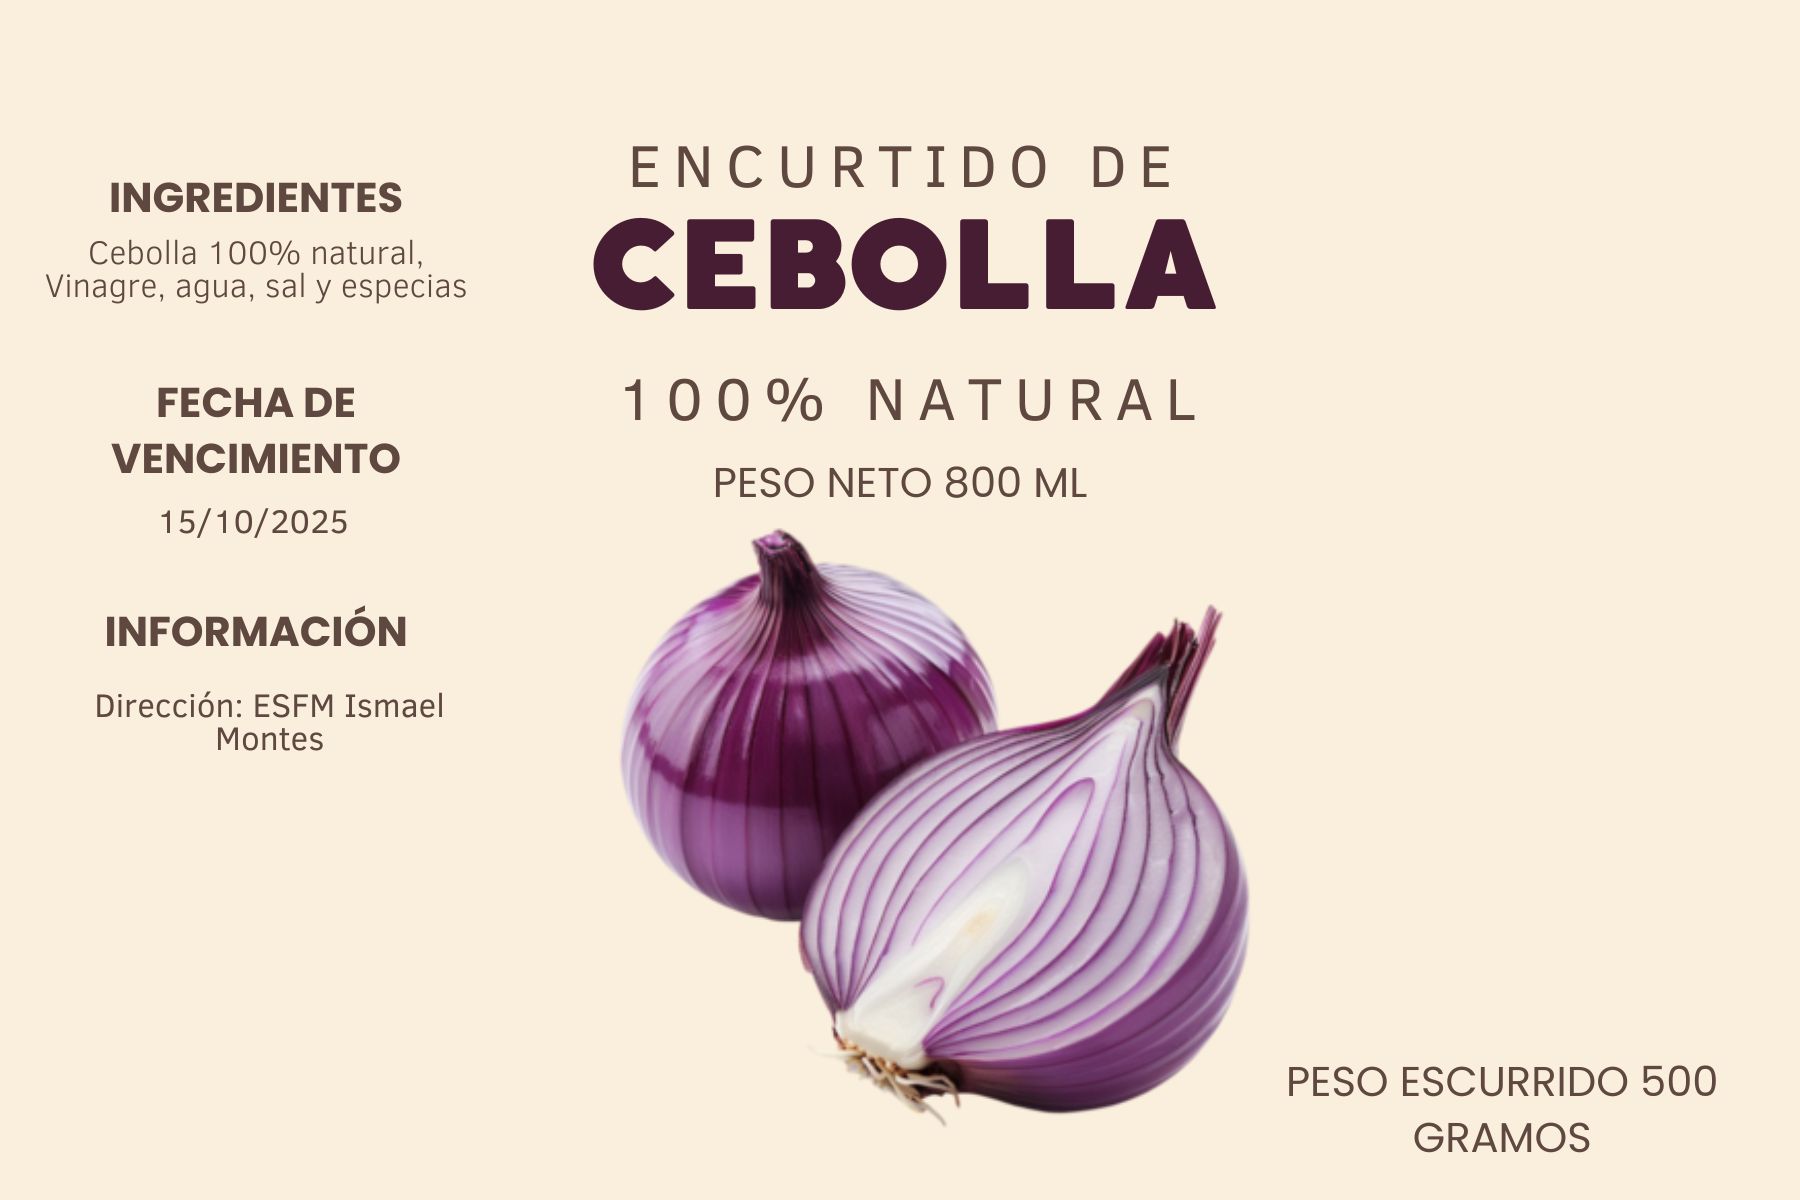 INGREDIENTES
Cebolla 100% natural,
Vinagre, agua, sal y especias
FECHA DE
VENCIMIENTO
15/10/2025
INFORMACIÓN
Dirección: ESFM Ismael
Montes
ENCURTIDO DE
CEBOLLA
100% NATURAL
PESO NETO 800 ML
PESO ESCURRIDO 500
GRAMOS